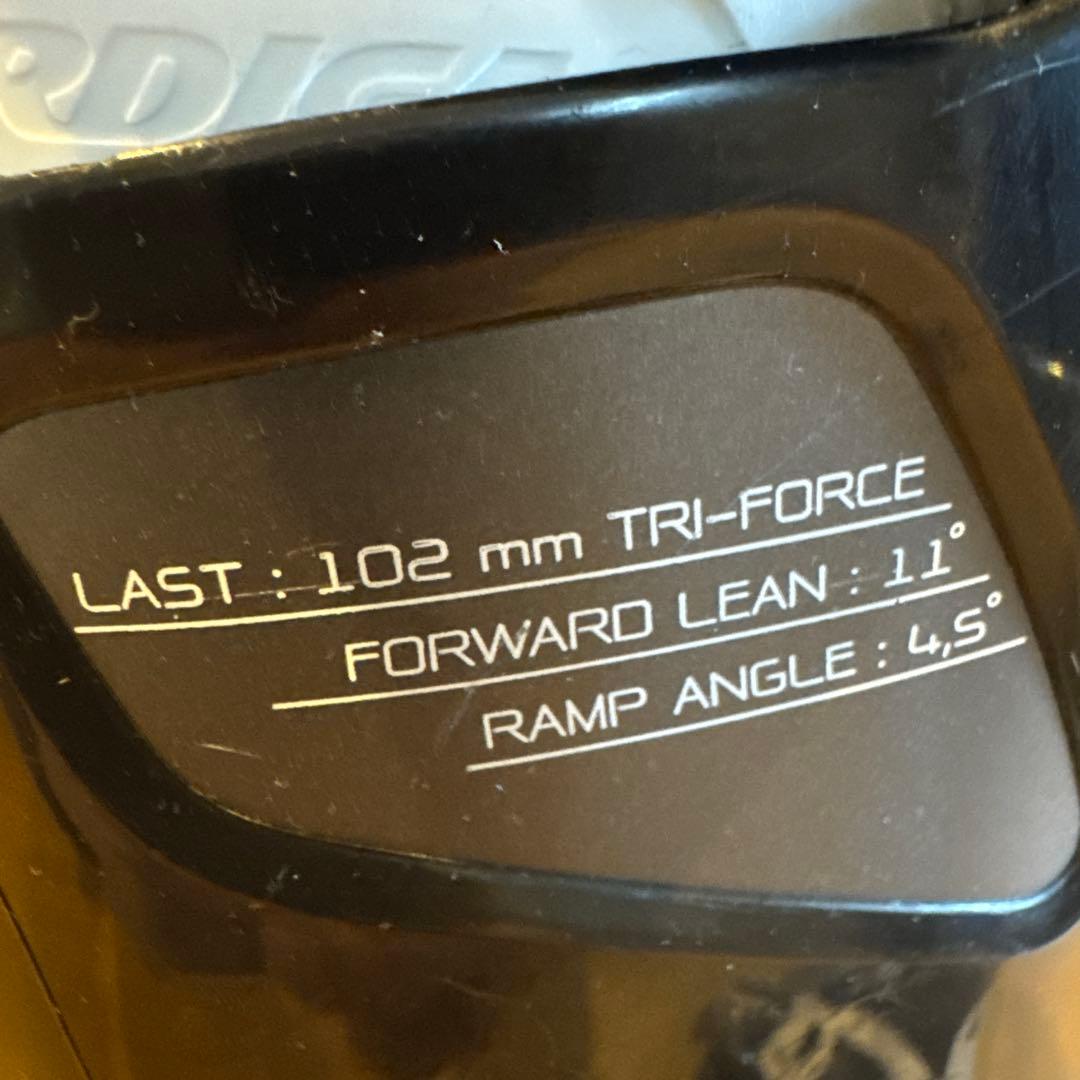 LAST : 102 mm TRI-FORCE
FORWARD LEAN : 11°
RAMP ANGLE : 4,5°